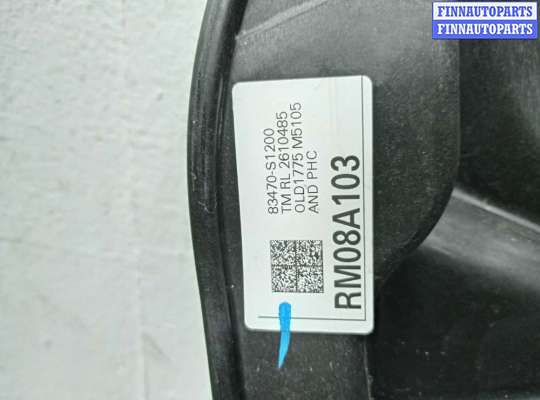 FINNAUTOPARTS
FINNAUTOPARTS
83470-S1200
TM RL 2610485
OLD1775 M5105
AND PHC
RM08A103